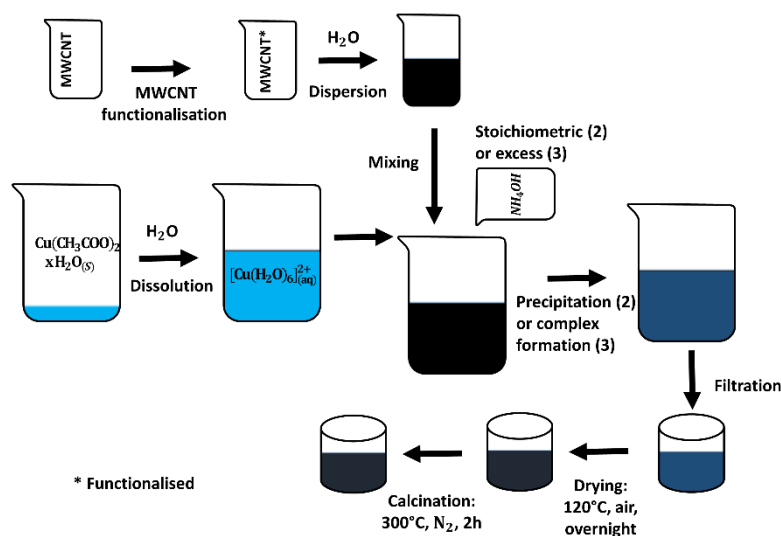 MWCNT
MWCNT functionalisation
MWCNT*
H₂O
Dispersion
Mixing
Stoichiometric (2)
or excess (3)
NH₄OH
Cu(CH₃COO)₂
xH₂O₍S₎
H₂O
Dissolution
[Cu(H₂O)₆]²⁺₍aq₎
Precipitation (2)
or complex
formation (3)
Filtration
Drying:
120°C, air,
overnight
Calcination:
300°C, N₂, 2h
* Functionalised